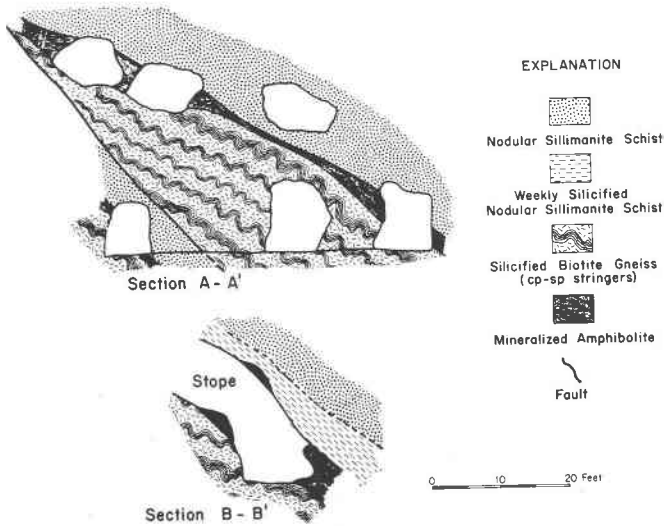 EXPLANATION
Nodular Sillimanite Schist
Weekly Silicified
Nodular Sillimanite Schist
Silicified Biotite Gneiss
(cp-sp stringers)
Mineralized Amphibolite
Fault
Section A-A'
Stope
Section B-B'
0 10 20 Feet